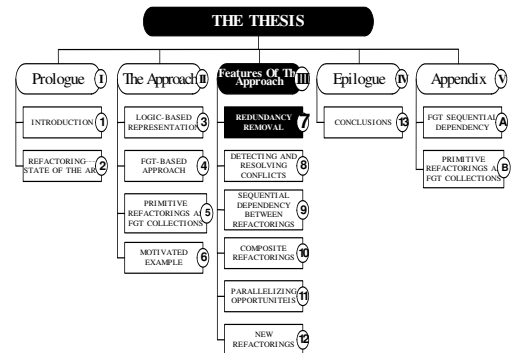 THE THESIS
Prologue I
INTRODUCTION 1
REFACTORING
STATE OF THE AR 2
The Approach II
LOGIC-BASED
REPRESENTATION 3
FGT-BASED
APPROACH 4
PRIMITIVE
REFACTORINGS A 5
FGT COLLECTIONS
MOTIVATED
EXAMPLE 6
Features Of Th III
Approach
REDUNDANCY
REMOVAL 7
DETECTING AND
RESOLVING 8
CONFLICTS
SEQUENTIAL
DEPENDENCY 9
BETWEEN
REFACTORINGS
COMPOSITE
REFACTORINGS 10
PARALLELIZING
OPPORTUNITEIS 11
NEW
REFACTORINGS 12
Epilogue IV
CONCLUSIONS 13
Appendix V
FGT SEQUENTIAL
DEPENDENCY A
PRIMITIVE
REFACTORINGS A B
FGT COLLECTIONS